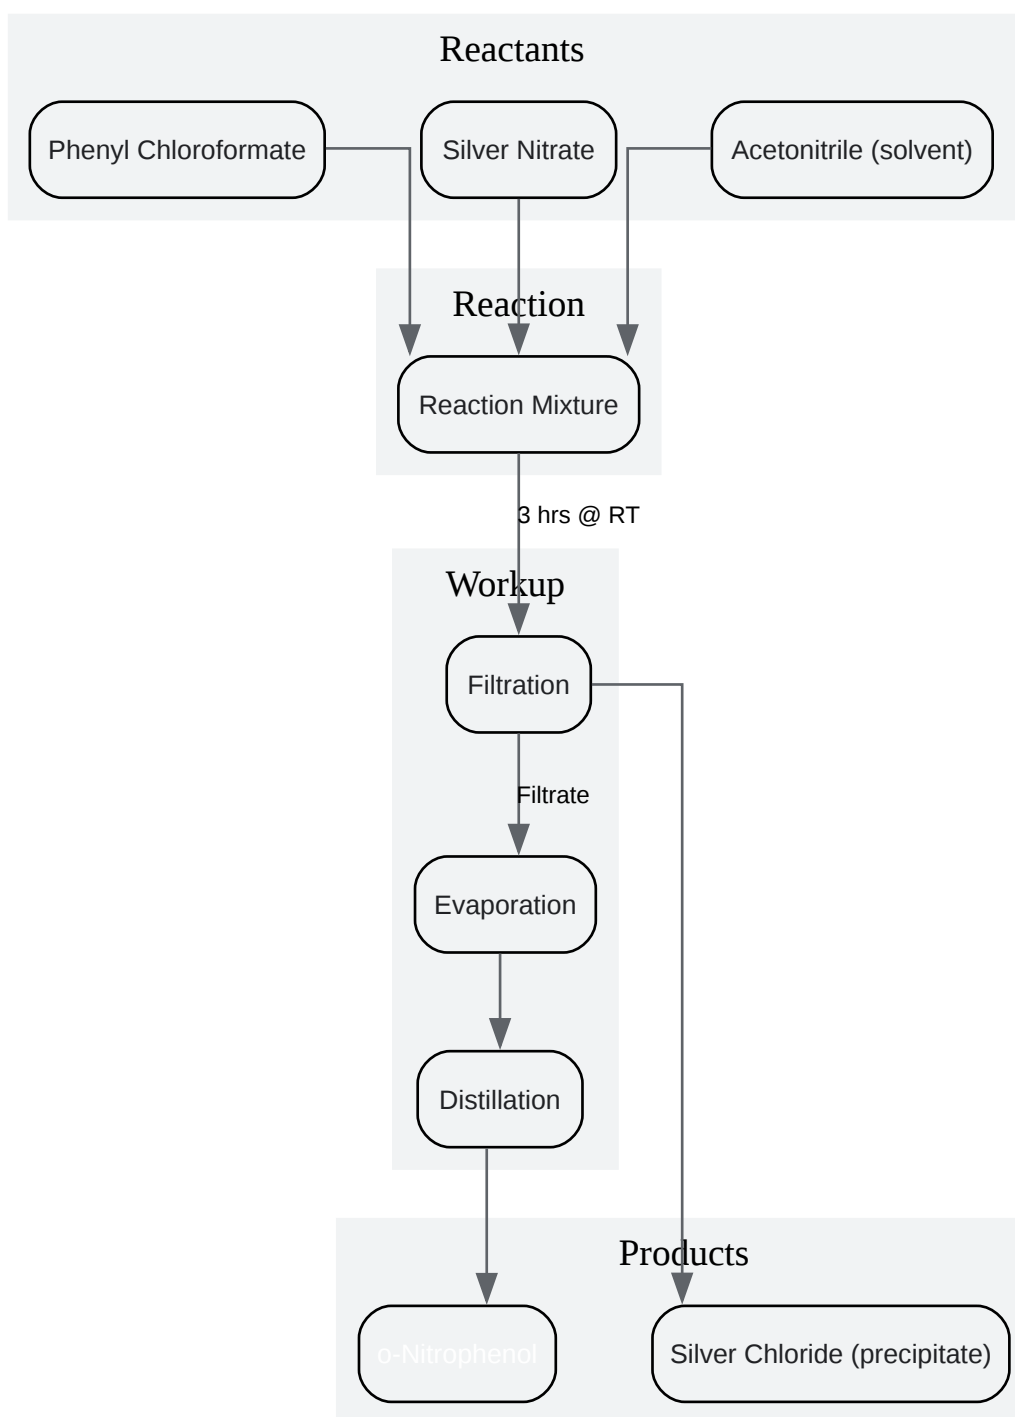 Reactants
Phenyl Chloroformate
Silver Nitrate
Acetonitrile (solvent)
Reaction
Reaction Mixture
3 hrs @ RT
Workup
Filtration
Filtrate
Evaporation
Distillation
Products
o-Nitrophenol
Silver Chloride (precipitate)